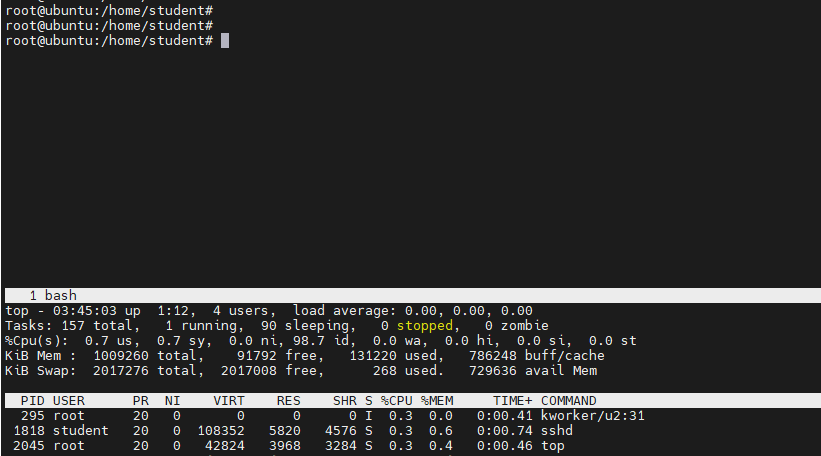 root@ubuntu:/home/student#
root@ubuntu:/home/student#
root@ubuntu:/home/student#
1 bash
top - 03:45:03 up  1:12,  4 users,  load average: 0.00, 0.00, 0.00
Tasks: 157 total,   1 running,  90 sleeping,   0 stopped,   0 zombie
%Cpu(s):  0.7 us,  0.7 sy,  0.0 ni, 98.7 id,  0.0 wa,  0.0 hi,  0.0 si,  0.0 st
KiB Mem :  1009260 total,    91792 free,   131220 used,   786248 buff/cache
KiB Swap:  2017276 total,  2017008 free,      268 used.   729636 avail Mem
PID USER      PR  NI    VIRT    RES    SHR S %CPU %MEM     TIME+ COMMAND
295 root      20   0       0      0      0 I  0.3  0.0   0:00.41 kworker/u2:31
1818 student   20   0  108352   5820   4576 S  0.3  0.6   0:00.74 sshd
2045 root      20   0   42824   3968   3284 S  0.3  0.4   0:00.46 top